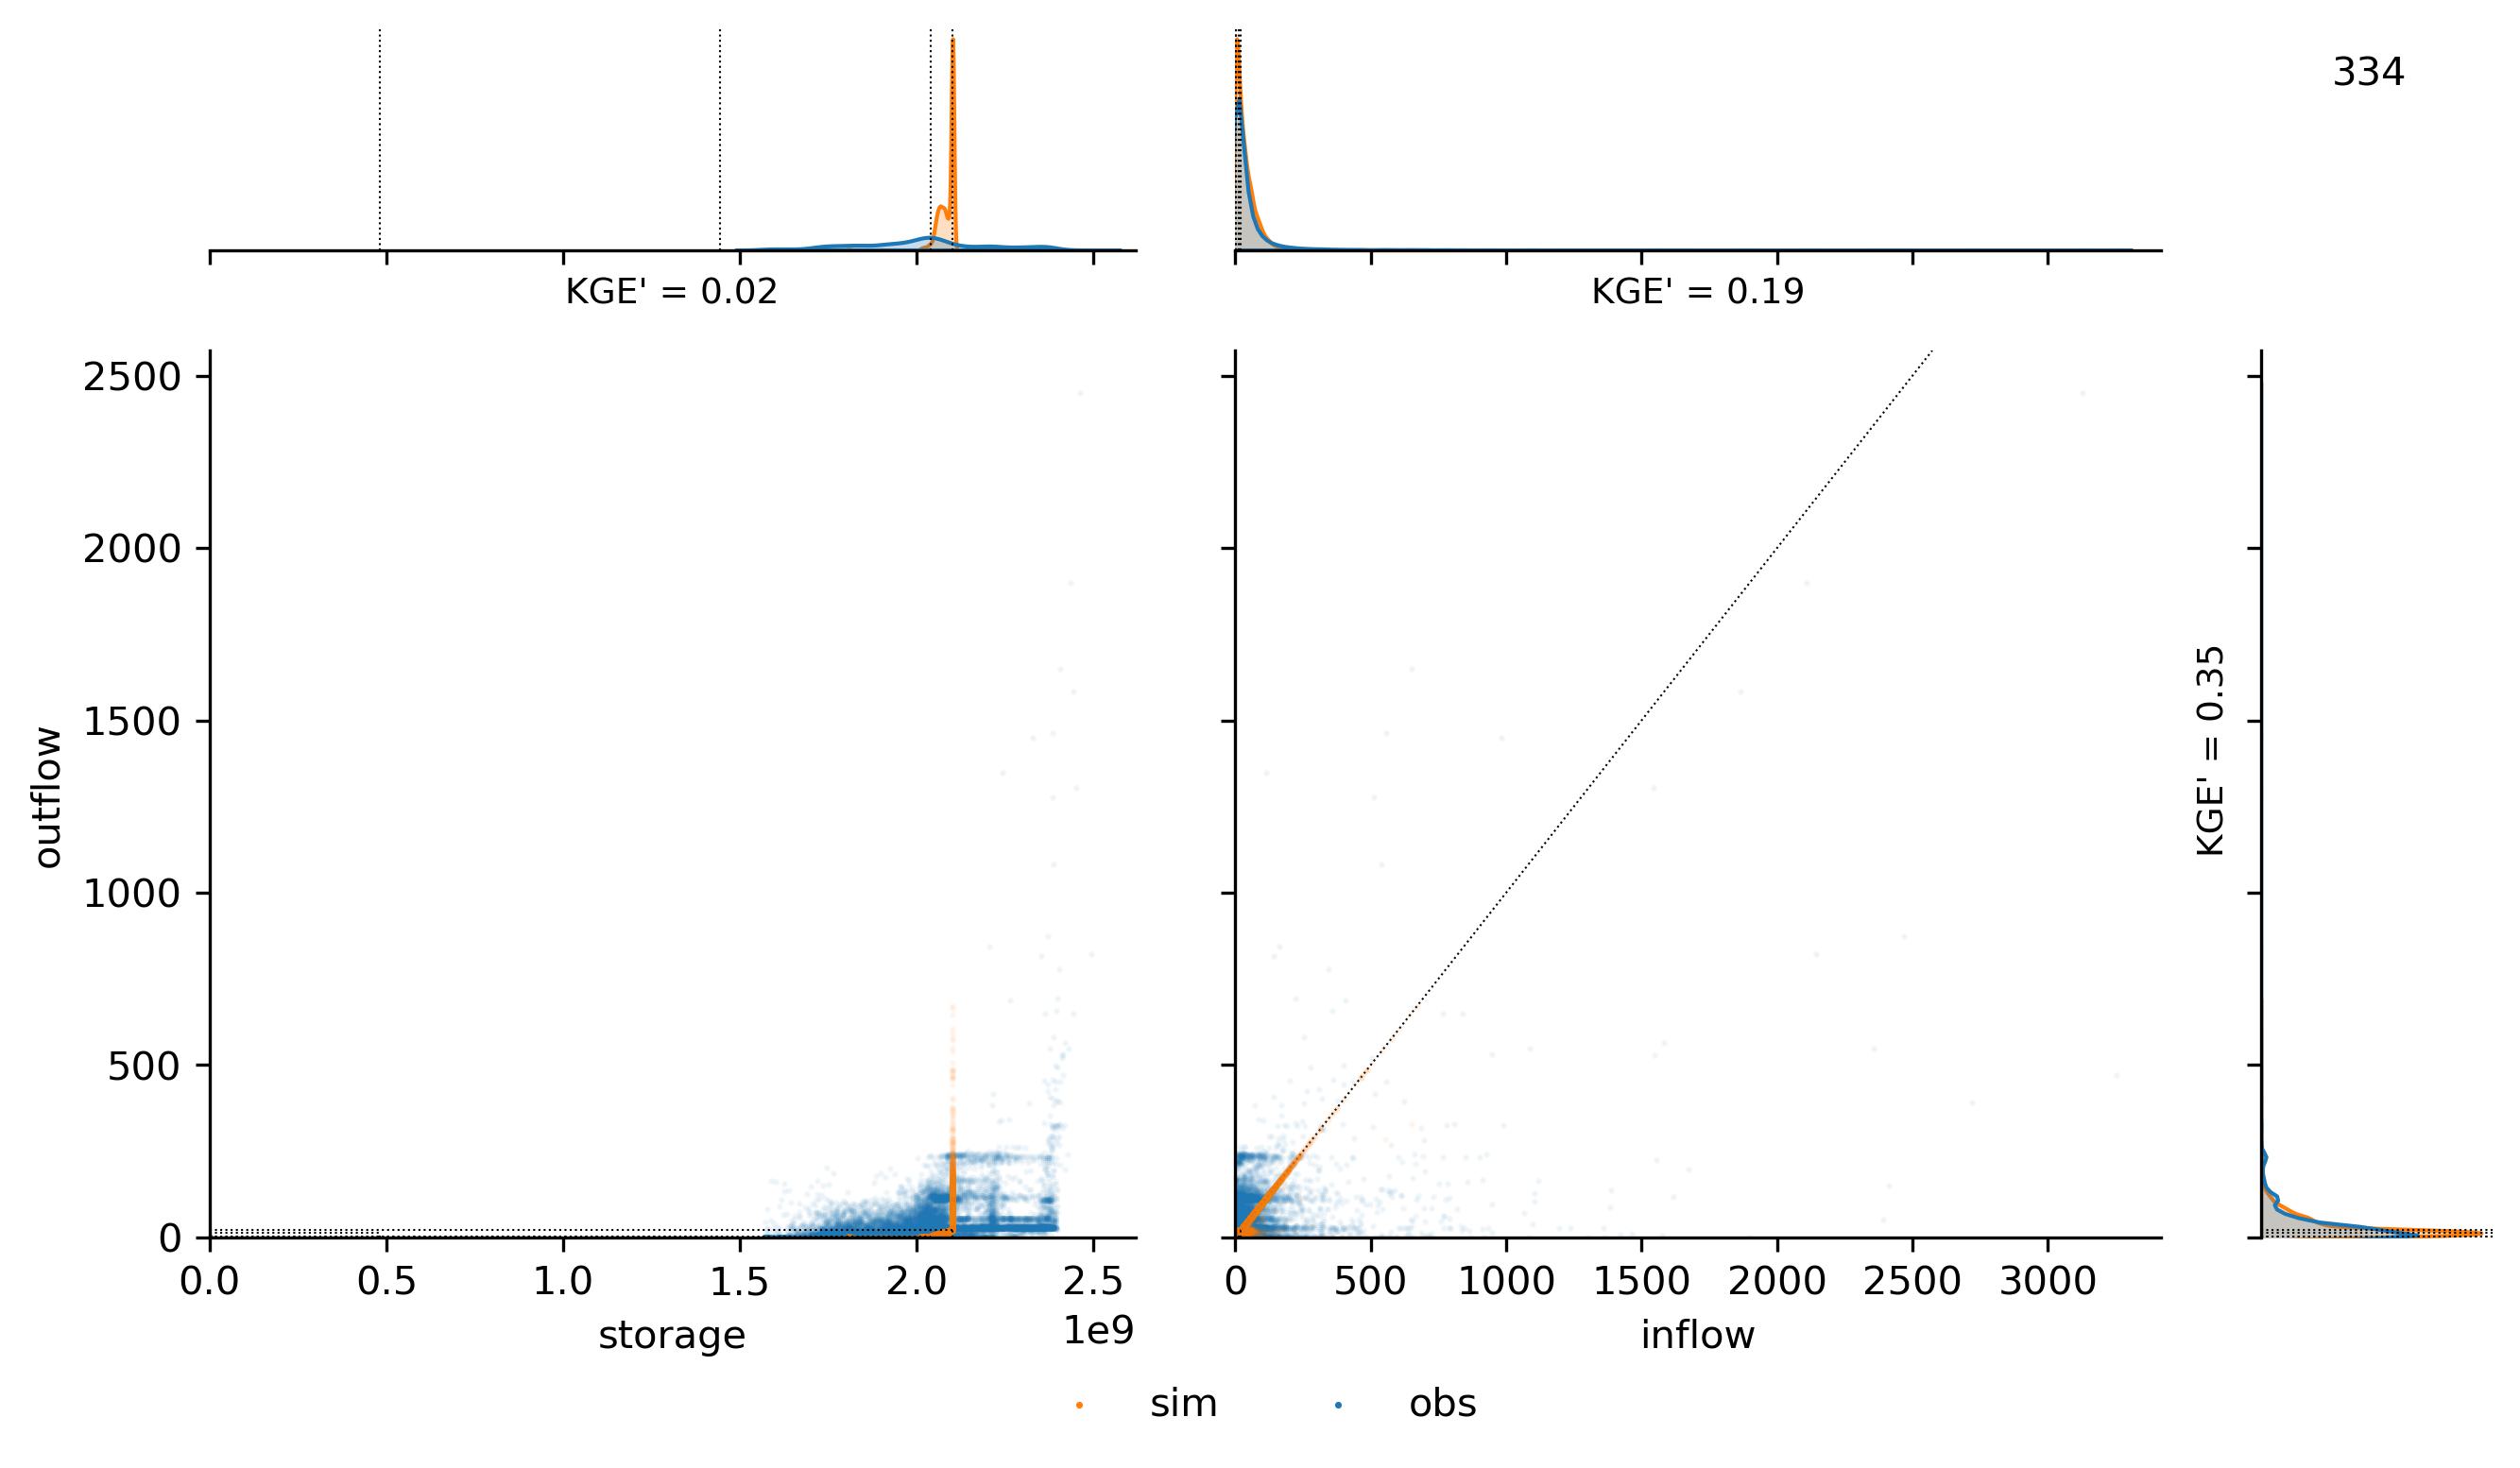 334
KGE' = 0.02
KGE' = 0.19
2500
2000
1500
1000
500
0
outflow
KGE' = 0.35
0.0 0.5 1.0 1.5 2.0 2.5
1e9
storage
0 500 1000 1500 2000 2500 3000
inflow
sim obs